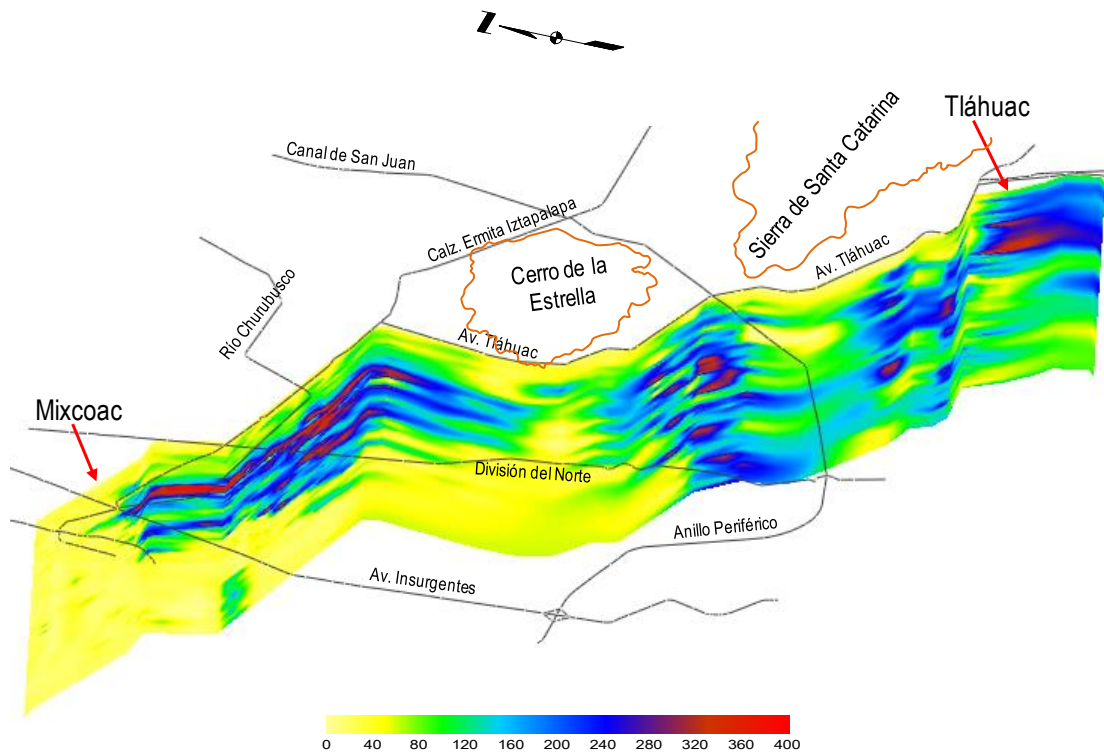 N
Tláhuac
Sierra de Santa Catarina
Canal de San Juan
Calz. Ermita Iztapalapa
Cerro de la
Estrella
Av. Tláhuac
Río Churubusco
Av. Tláhuac
Mixcoac
División del Norte
Anillo Periférico
Av. Insurgentes
0 40 80 120 160 200 240 280 320 360 400